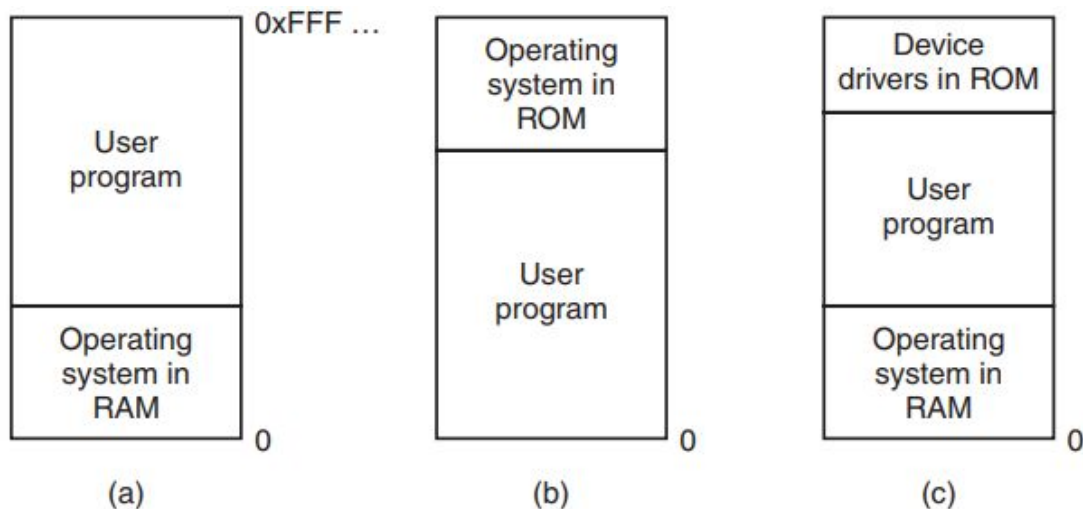 User
program
Operating
system in
RAM
0xFFF …
0
(a)
Operating
system in
ROM
User
program
0
(b)
Device
drivers in ROM
User
program
Operating
system in
RAM
0
(c)